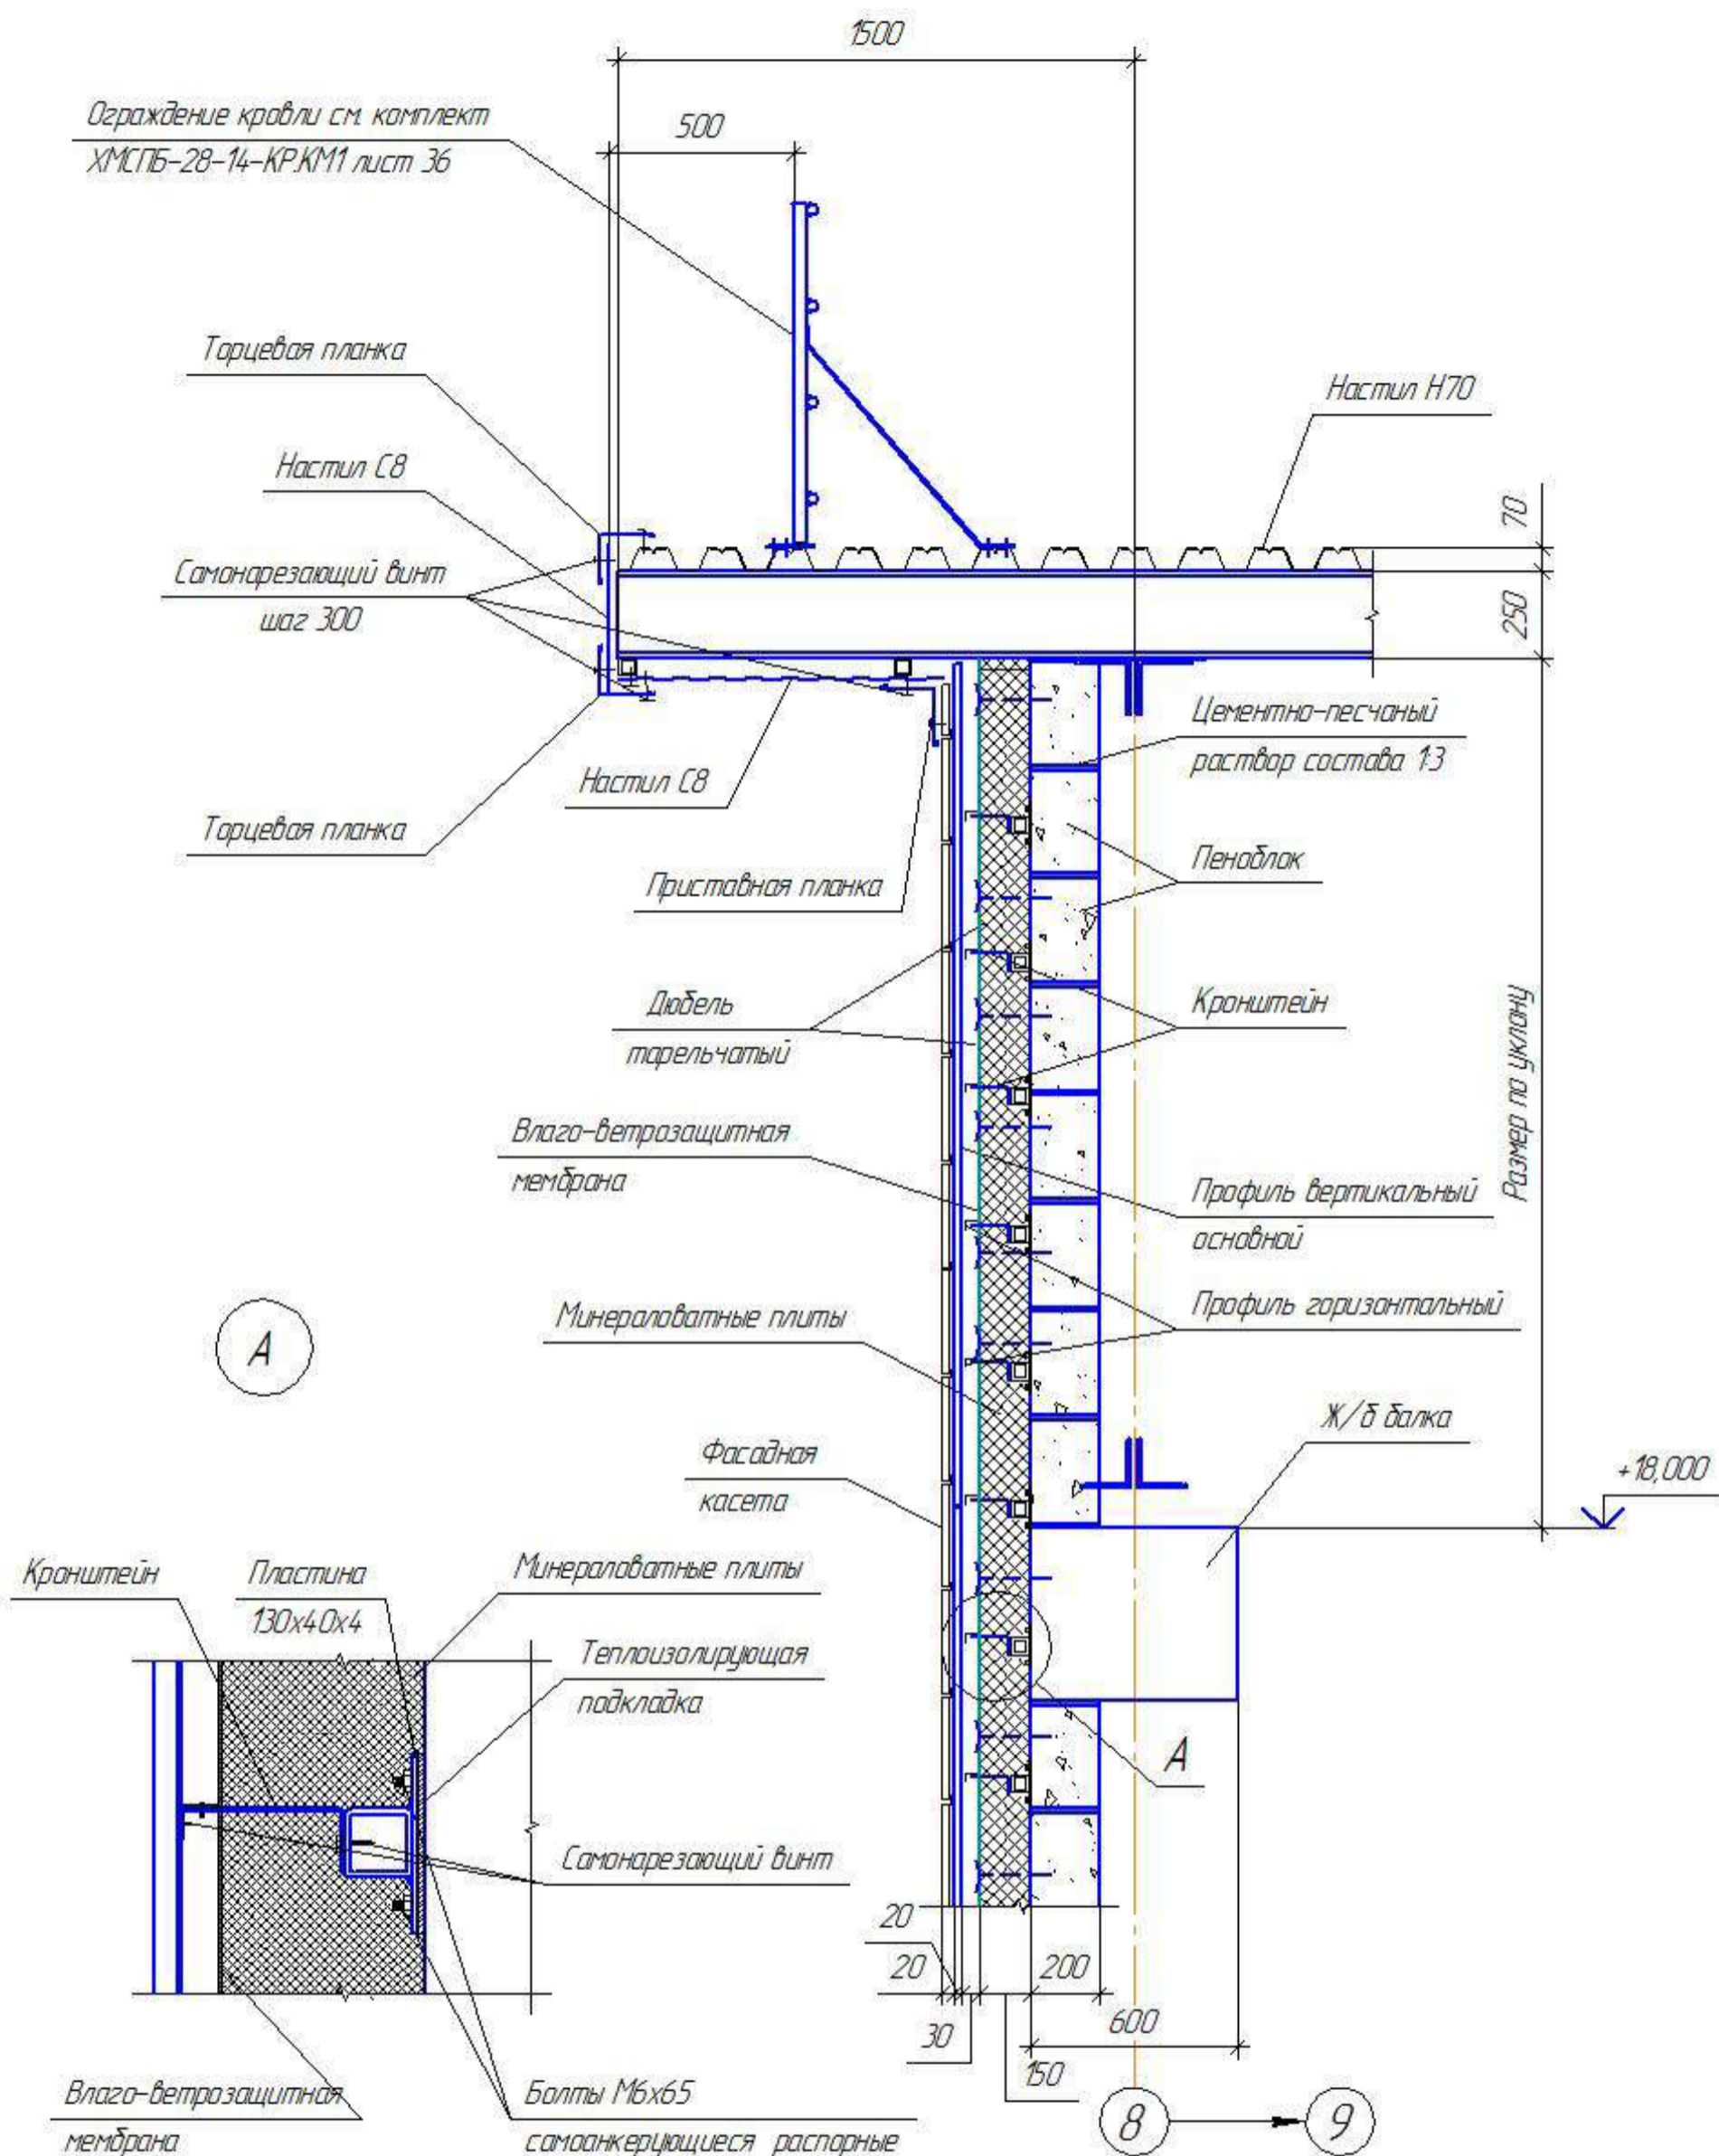 1500
Ограждение кровли см. комплект
ХМСПБ-28-14-КР.КМ1 лист 36
500
Торцевая планка
Настил Н70
Настил С8
70
Самонарезающий винт
шаг 300
250
Цементно-песчаный
раствор состава 1:3
Настил С8
Торцевая планка
Пеноблок
Приставная планка
Дюбель
тарельчатый
Кронштейн
Размер по уклону
Влаго-ветрозащитная
мембрана
Профиль вертикальный
основной
Минераловатные плиты
Профиль горизонтальный
А
Ж/б балка
Фасадная
касета
+18,000
Кронштейн
Пластина
130х40х4
Минераловатные плиты
Теплоизолирующая
подкладка
А
Самонарезающий винт
20
20
200
30
600
150
Влаго-ветрозащитная
мембрана
Болты М6х65
самоанкерующиеся распорные
8
9